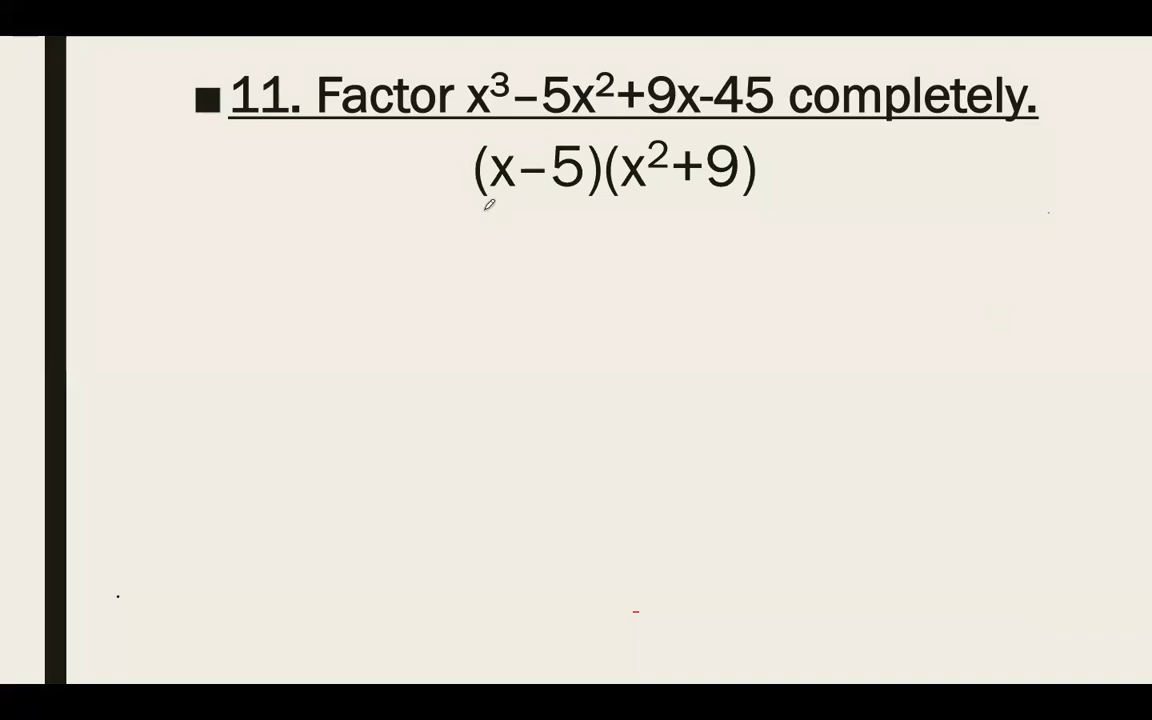 ■ 11. Factor x³–5x²+9x-45 completely.
(x–5)(x²+9)